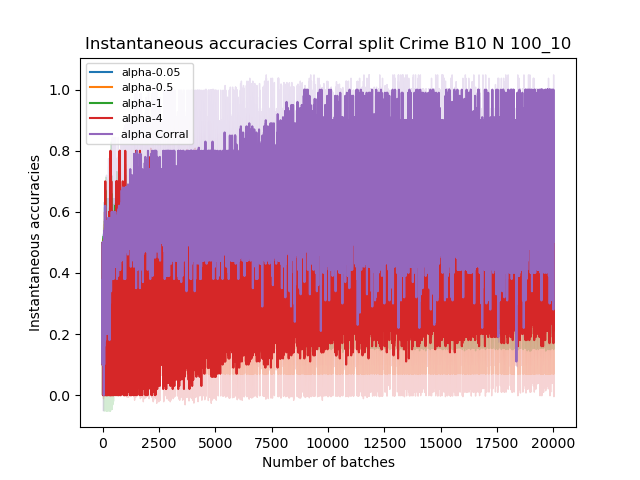 Instantaneous accuracies Corral split Crime B10 N 100_10
alpha-0.05
alpha-0.5
alpha-1
alpha-4
alpha Corral
Instantaneous accuracies
1.0
0.8
0.6
0.4
0.2
0.0
0 2500 5000 7500 10000 12500 15000 17500 20000
Number of batches